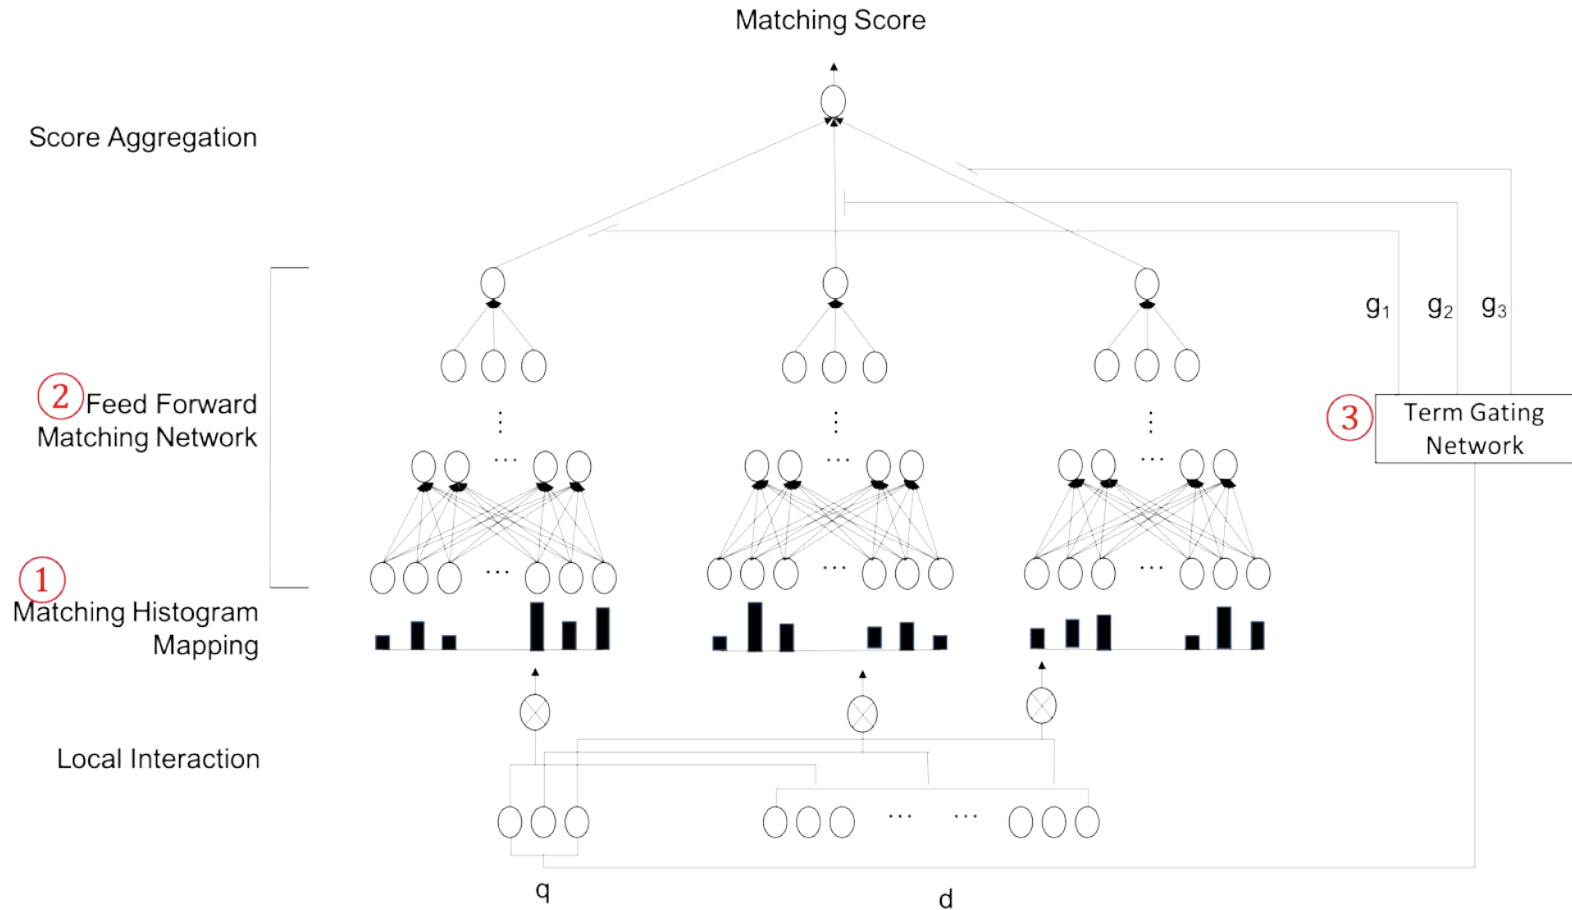 Matching Score
Score Aggregation
g1
g2
g3
② Feed Forward
Matching Network
③ Term Gating
Network
...
...
...
...
...
...
①
...
...
...
Matching Histogram
Mapping
Local Interaction
...
...
q
d